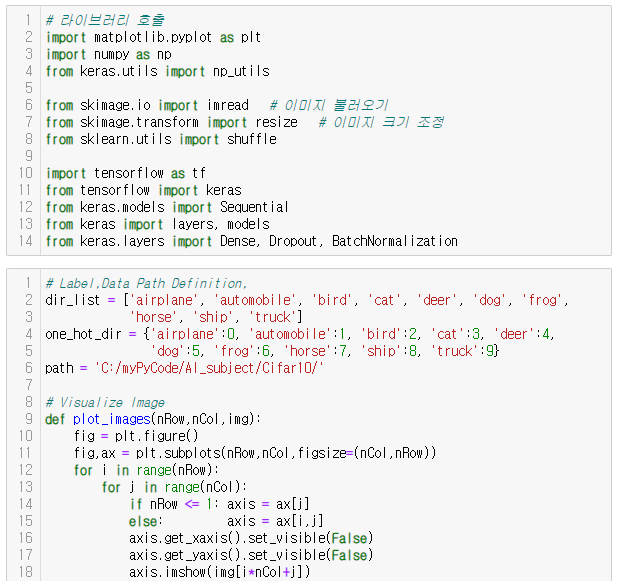 1 # 라이브러리 호출
2 import matplotlib.pyplot as plt
3 import numpy as np
4 from keras.utils import np_utils
5
6 from skimage.io import imread # 이미지 불러오기
7 from skimage.transform import resize # 이미지 크기 조정
8 from sklearn.utils import shuffle
9
10 import tensorflow as tf
11 from tensorflow import keras
12 from keras.models import Sequential
13 from keras import layers, models
14 from keras.layers import Dense, Dropout, BatchNormalization
1 # Label,Data Path Definition,
2 dir_list = ['airplane', 'automobile', 'bird', 'cat', 'deer', 'dog', 'frog',
3 'horse', 'ship', 'truck']
4 one_hot_dir = {'airplane':0, 'automobile':1, 'bird':2, 'cat':3, 'deer':4,
5 'dog':5, 'frog':6, 'horse':7, 'ship':8, 'truck':9}
6 path = 'C:/myPyCode/AI_subject/Cifar10/'
7
8 # Visualize Image
9 def plot_images(nRow,nCol,img):
10 fig = plt.figure()
11 fig,ax = plt.subplots(nRow,nCol,figsize=(nCol,nRow))
12 for i in range(nRow):
13 for j in range(nCol):
14 if nRow <= 1: axis = ax[j]
15 else: axis = ax[i,j]
16 axis.get_xaxis().set_visible(False)
17 axis.get_yaxis().set_visible(False)
18 axis.imshow(img[i*nCol+j])